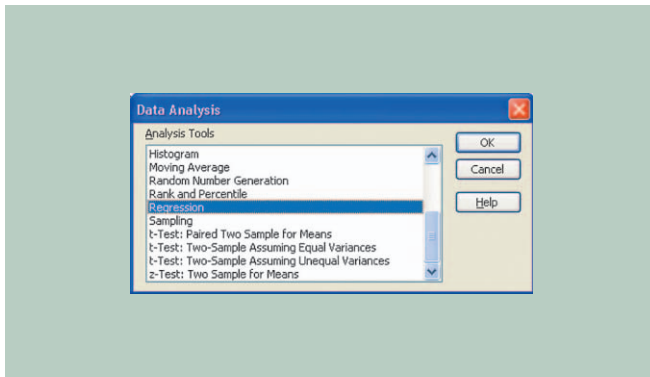 Data Analysis
Analysis Tools
Histogram
Moving Average
Random Number Generation
Rank and Percentile
Regression
Sampling
t-Test: Paired Two Sample for Means
t-Test: Two-Sample Assuming Equal Variances
t-Test: Two-Sample Assuming Unequal Variances
z-Test: Two Sample for Means
OK
Cancel
Help